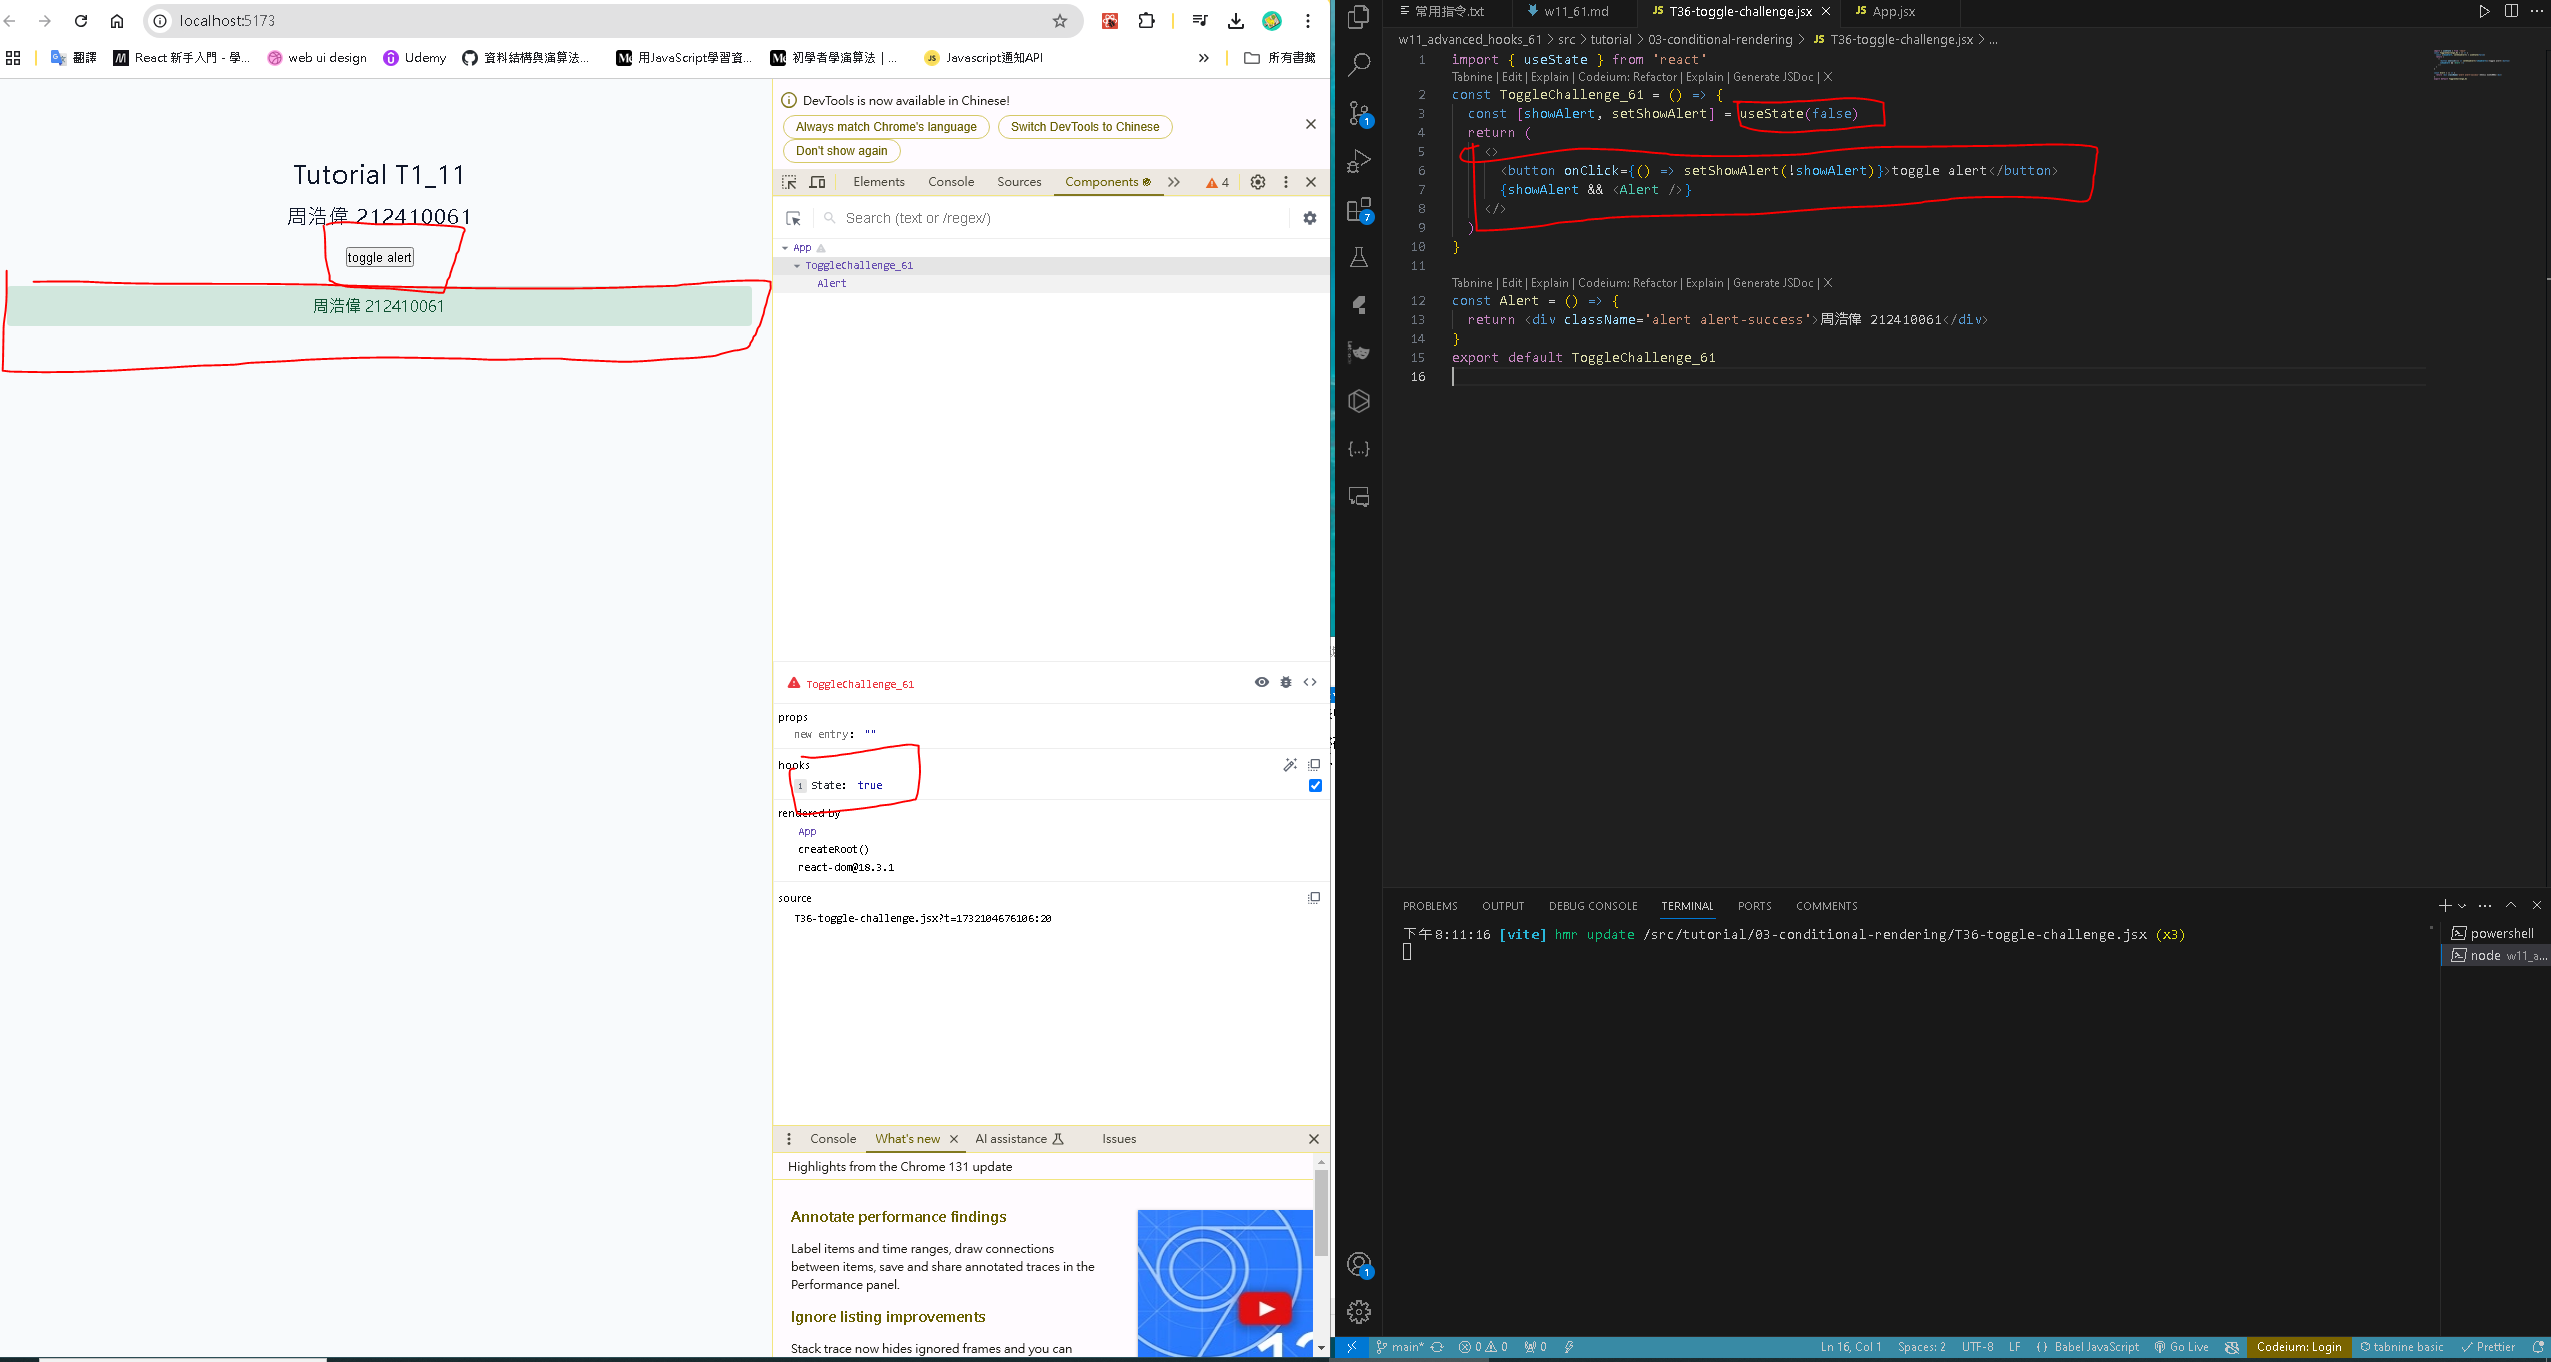 localhost:5173
翻譯
React 新手入門 - 學...
web ui design
Udemy
資料結構與演算法...
用JavaScript學習資...
初學者學演算法 | ...
Javascript通知API
所有書籤
Tutorial T1_11
周浩偉 212410061
toggle alert
周浩偉 212410061
DevTools is now available in Chinese!
Always match Chrome's language
Switch DevTools to Chinese
Don't show again
Elements
Console
Sources
Components
4
Search (text or /regex/)
App
ToggleChallenge_61
Alert
ToggleChallenge_61
props
new entry: ""
hooks
1 State: true
rendered by
App
createRoot()
react-dom@18.3.1
source
T36-toggle-challenge.jsx?t=1732104676106:20
Console
What's new
AI assistance
Issues
Highlights from the Chrome 131 update
Annotate performance findings
Label items and time ranges, draw connections
between items, save and share annotated traces in the
Performance panel.
Ignore listing improvements
Stack trace now hides ignored frames and you can
常用指令.txt
w11_61.md
JS T36-toggle-challenge.jsx
JS App.jsx
w11_advanced_hooks_61 > src > tutorial > 03-conditional-rendering > JS T36-toggle-challenge.jsx > ...
1 import { useState } from 'react'
Tabnine | Edit | Explain | Codeium: Refactor | Explain | Generate JSDoc | X
2 const ToggleChallenge_61 = () => {
3 const [showAlert, setShowAlert] = useState(false)
4 return (
5 <>
6 <button onClick={() => setShowAlert(!showAlert)}>toggle alert</button>
7 {showAlert && <Alert />}
8 </>
9 )
10 }
11
Tabnine | Edit | Explain | Codeium: Refactor | Explain | Generate JSDoc | X
12 const Alert = () => {
13 return <div className='alert alert-success'>周浩偉 212410061</div>
14 }
15 export default ToggleChallenge_61
16
1
7
PROBLEMS
OUTPUT
DEBUG CONSOLE
TERMINAL
PORTS
COMMENTS
下午8:11:16 [vite] hmr update /src/tutorial/03-conditional-rendering/T36-toggle-challenge.jsx (x3)
powershell
node w11_a...
1
main*
0 0
0
Ln 16, Col 1
Spaces: 2
UTF-8
LF
Babel JavaScript
Go Live
Codeium: Login
tabnine basic
Prettier